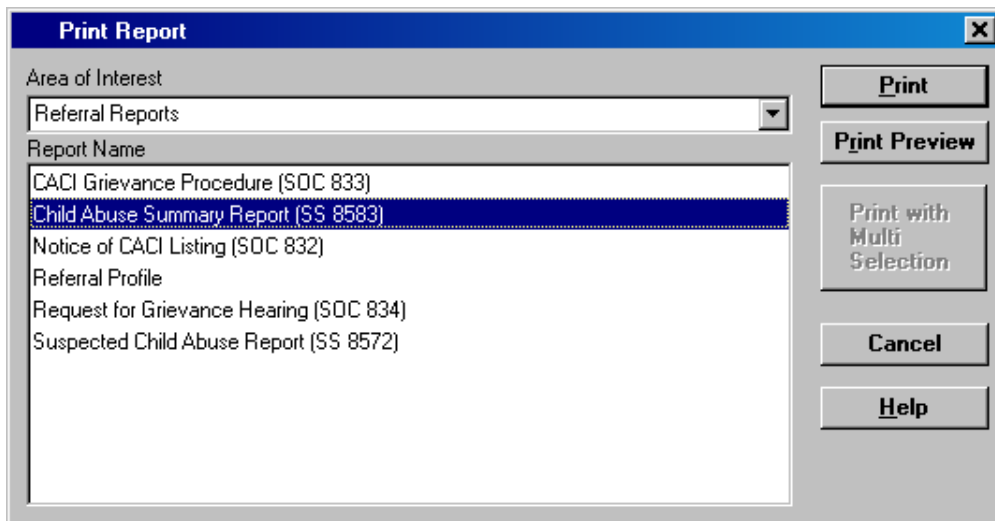 Print Report
Area of Interest
Referral Reports
Report Name
CACI Grievance Procedure (SOC 833)
Child Abuse Summary Report (SS 8583)
Notice of CACI Listing (SOC 832)
Referral Profile
Request for Grievance Hearing (SOC 834)
Suspected Child Abuse Report (SS 8572)
Print
Print Preview
Print with
Multi
Selection
Cancel
Help